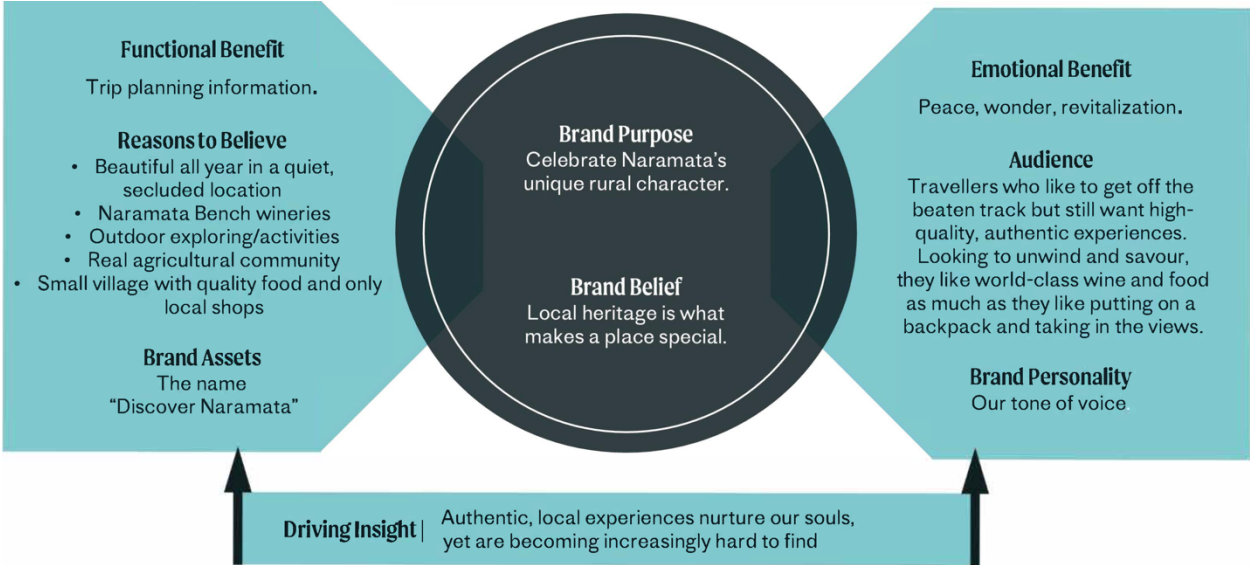 Functional Benefit
Trip planning information.
Reasons to Believe
• Beautiful all year in a quiet,
secluded location
• Naramata Bench wineries
• Outdoor exploring/activities
• Real agricultural community
• Small village with quality food and only
local shops
Brand Assets
The name
“Discover Naramata”
Brand Purpose
Celebrate Naramata’s
unique rural character.
Brand Belief
Local heritage is what
makes a place special.
Emotional Benefit
Peace, wonder, revitalization.
Audience
Travellers who like to get off the
beaten track but still want high-
quality, authentic experiences.
Looking to unwind and savour,
they like world-class wine and food
as much as they like putting on a
backpack and taking in the views.
Brand Personality
Our tone of voice.
Driving Insight | Authentic, local experiences nurture our souls,
yet are becoming increasingly hard to find